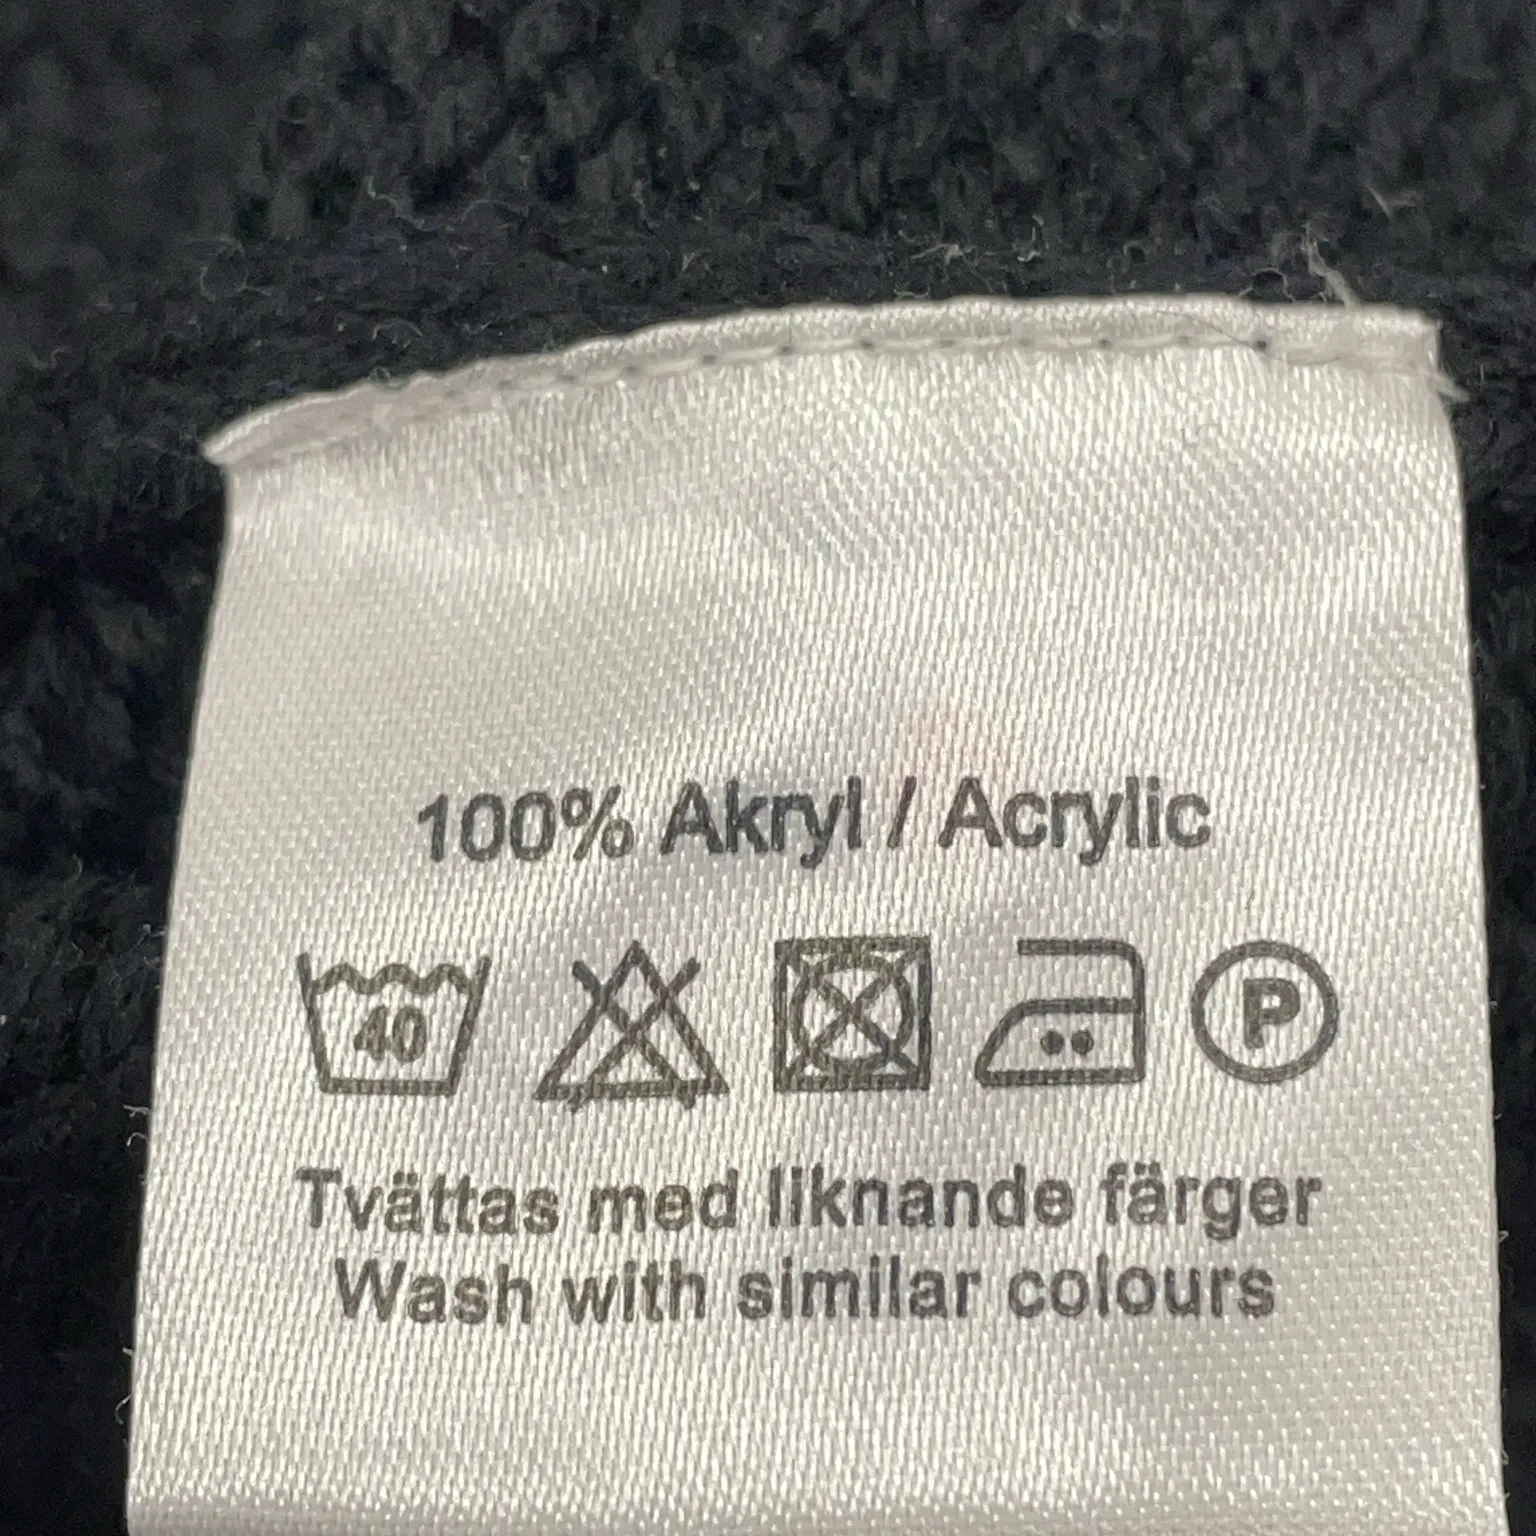 100% Akryl / Acrylic
40 P
Tvättas med liknande färger
Wash with similar colours